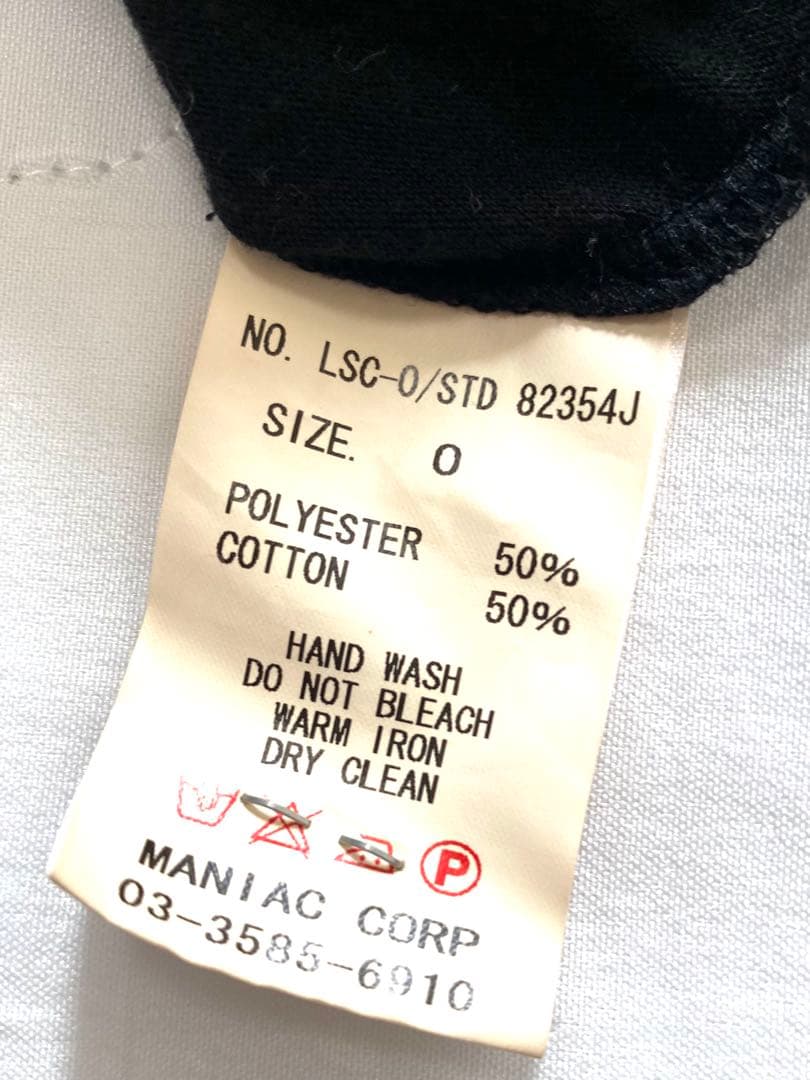 NO. LSC-0/STD 82354J
SIZE. 0
POLYESTER 50%
COTTON 50%
HAND WASH
DO NOT BLEACH
WARM IRON
DRY CLEAN
P
MANIAC CORP
03-3585-6910